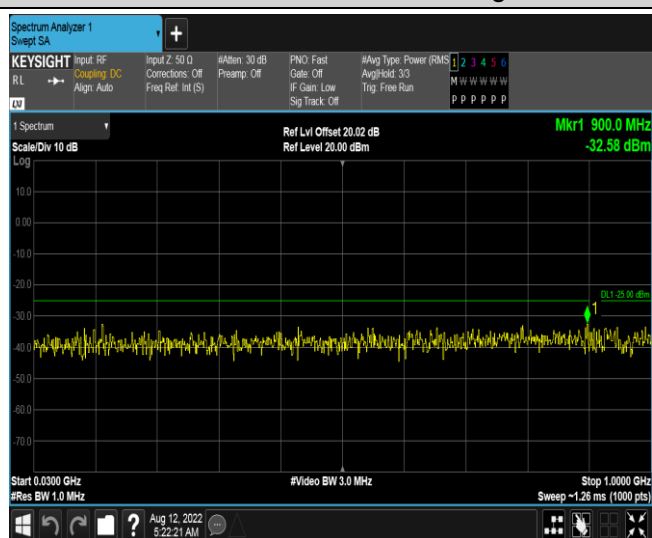 Spectrum Analyzer 1
Swept SA
+
KEYSIGHT
RL
Input: RF
Coupling: DC
Align: Auto
Input Z: 50 Ω
Corrections: Off
Freq Ref: Int (S)
#Atten: 30 dB
Preamp: Off
PNO: Fast
Gate: Off
IF Gain: Low
Sig Track: Off
#Avg Type: Power (RMS
Avg|Hold: 3/3
Trig: Free Run
1 2 3 4 5 6
M W W W W W
P P P P P P
1 Spectrum
Scale/Div 10 dB
Log
Ref Lvl Offset 20.02 dB
Ref Level 20.00 dBm
Mkr1 900.0 MHz
-32.58 dBm
10.0
0.00
-10.0
-20.0
DL1 -25.00 dBm
1
-30.0
-40.0
-50.0
-60.0
-70.0
Start 0.0300 GHz
#Video BW 3.0 MHz
Stop 1.0000 GHz
#Res BW 1.0 MHz
Sweep ~1.26 ms (1000 pts)
?
Aug 12, 2022
5:22:21 AM